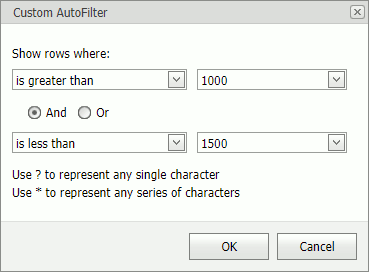 Custom AutoFilter
Show rows where:
is greater than 1000
And Or
is less than 1500
Use ? to represent any single character
Use * to represent any series of characters
OK Cancel